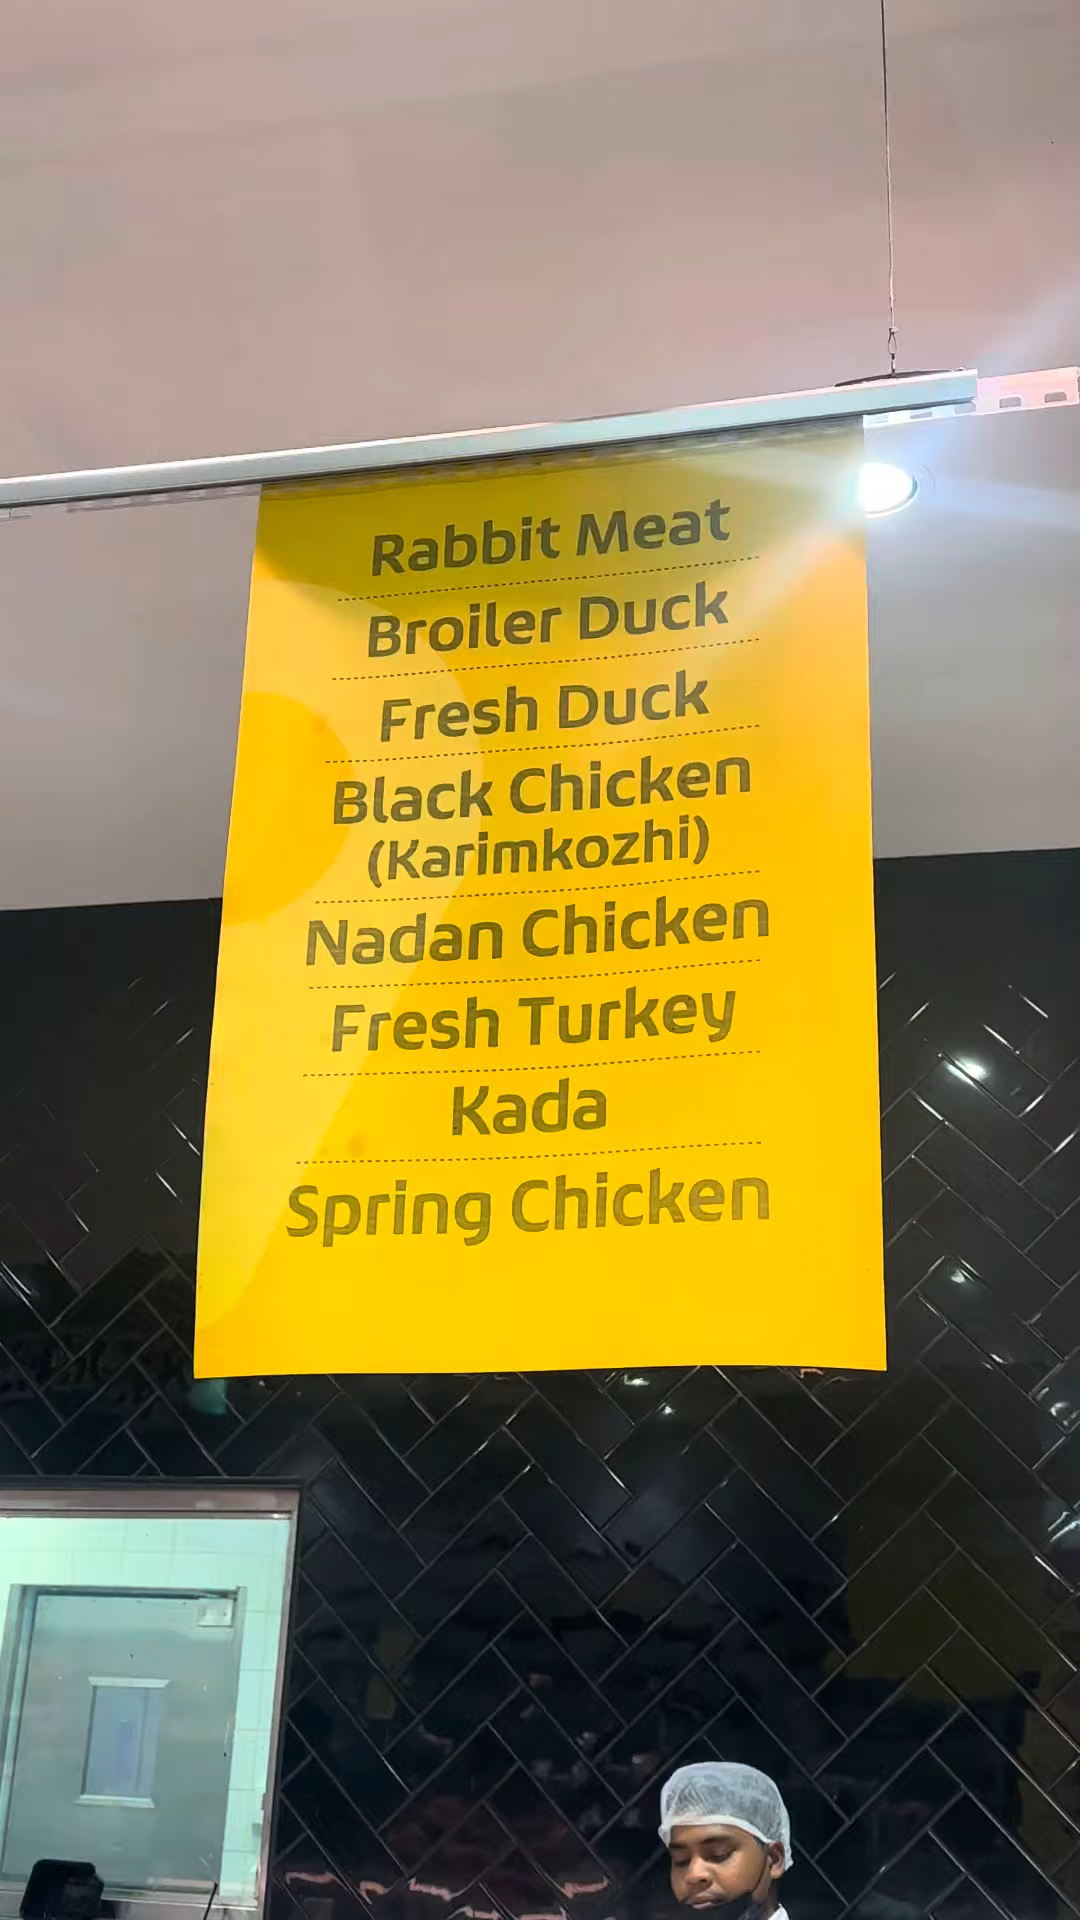 Rabbit Meat
Broiler Duck
Fresh Duck
Black Chicken
(Karimkozhi)
Nadan Chicken
Fresh Turkey
Kada
Spring Chicken